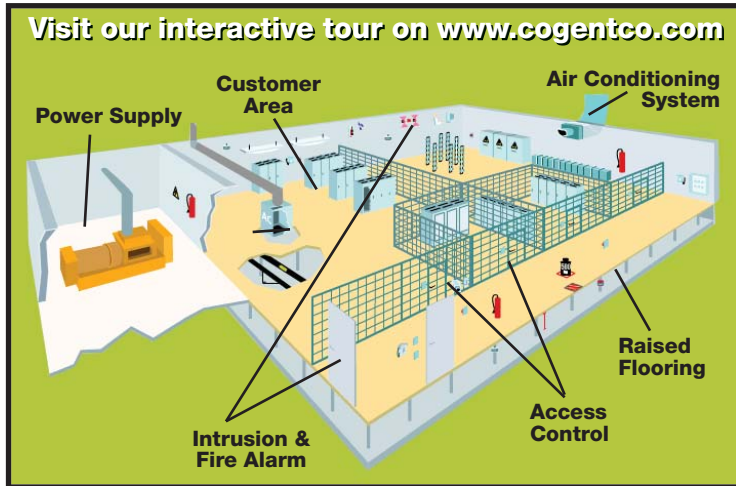 Visit our interactive tour on www.cogentco.com
Power Supply
Customer
Area
Air Conditioning
System
Raised
Flooring
Access
Control
Intrusion &
Fire Alarm